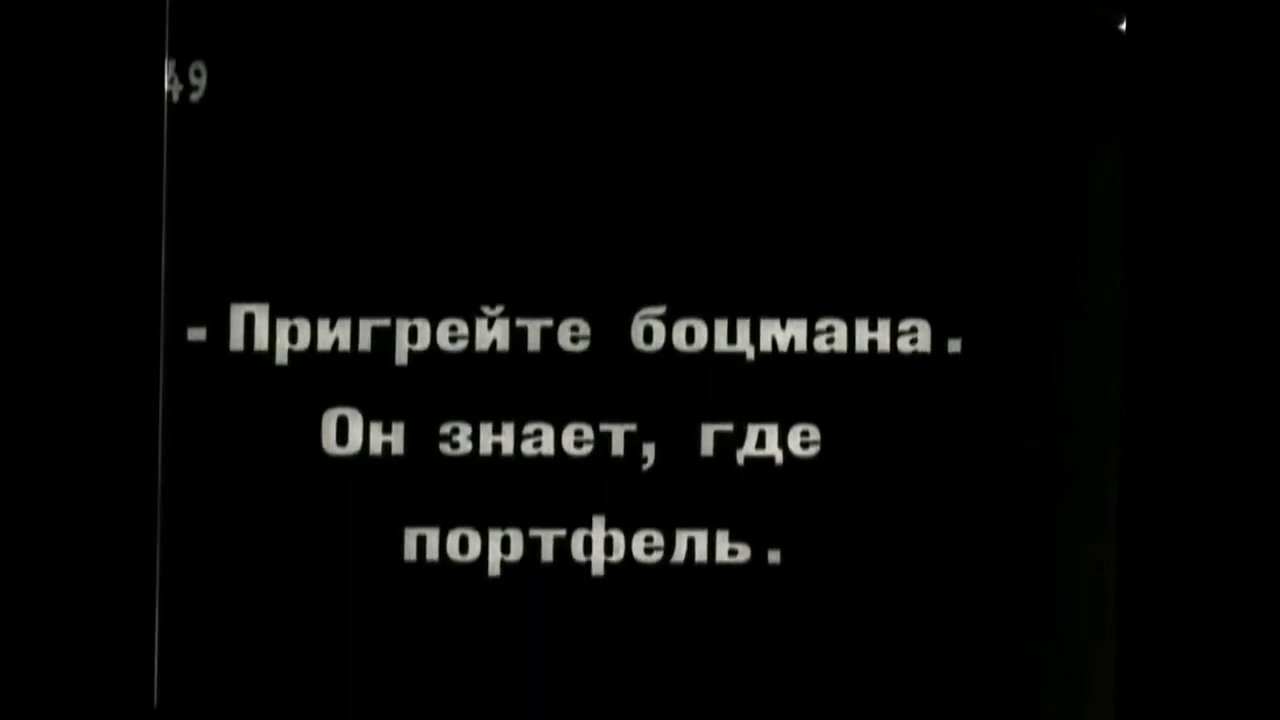 49
- Пригрейте боцмана.
Он знает, где
портфель.